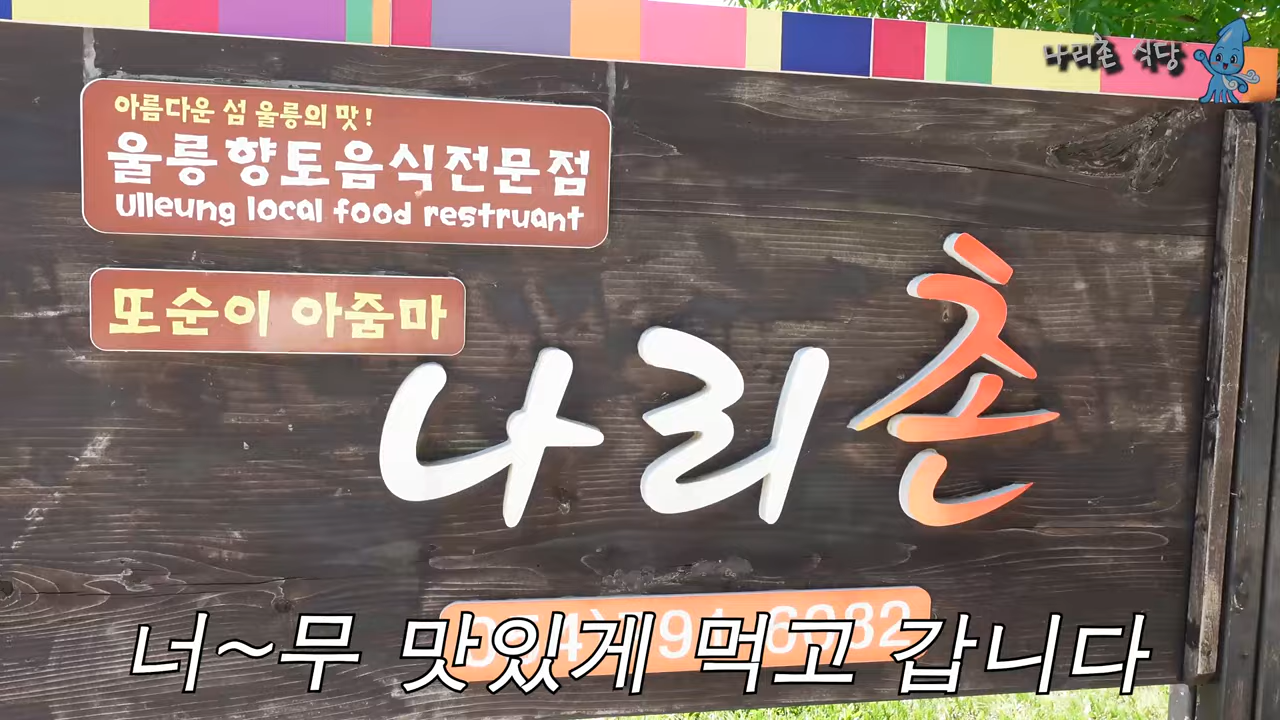 나리촌 식당
아름다운 섬 울릉의 맛!
울릉향토음식전문점
Ulleung local food restruant
또순이 아줌마
나리촌
너~무 맛있게 먹고 갑니다